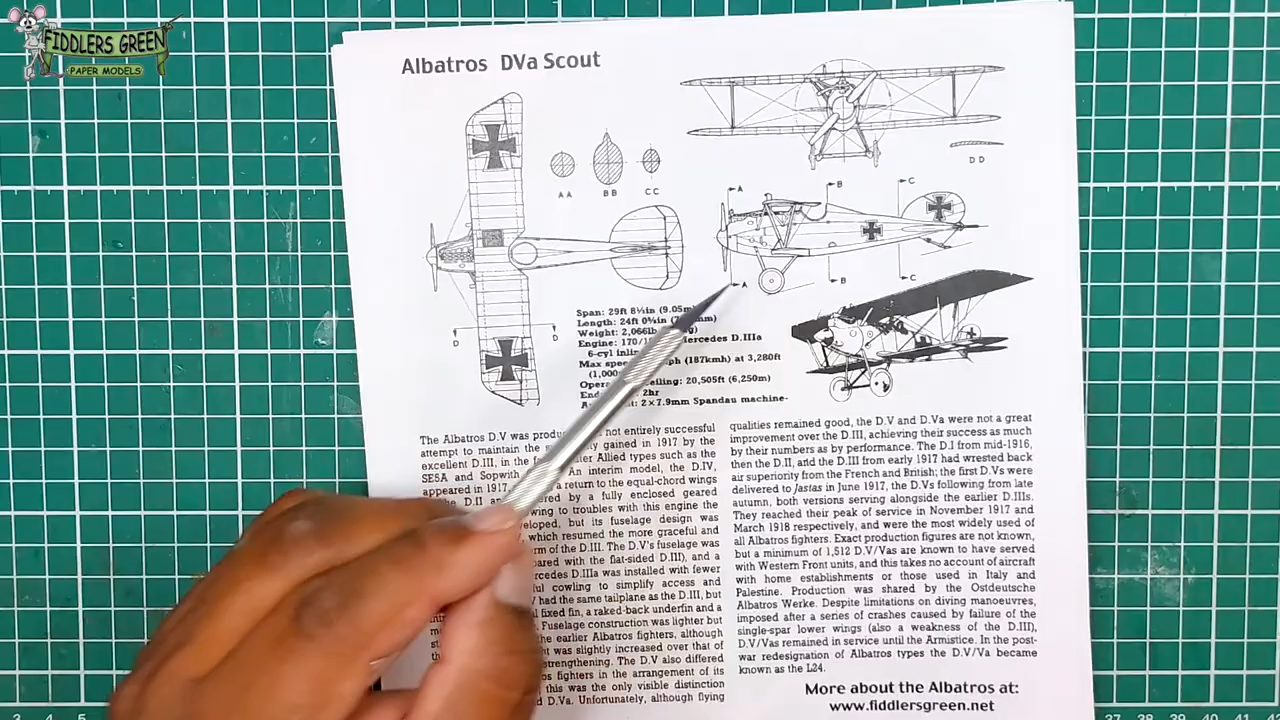 FIDDLERS GREEN
PAPER MODELS
Albatros DVa Scout
A A
B B
C C
D D
A
B
C
A
B
C
D
D
Span: 29ft 8½in (9.05m
Length: 24ft 0⅝in mm)
Weight: 2,066lb
Engine: 170/ Mercedes D.IIIa
6-cyl
Max ph (187kmh) at 3,280ft
(1,000
Ceiling: 20,505ft (6,250m)
2hr
2×7.9mm Spandau machine-
The Albatros D.V was not entirely successful
attempt to maintain the gained in 1917 by the
excellent D.III, in the Allied types such as the
SE5A and Sopwith An interim model, the D.IV,
appeared in 1917, a return to the equal-chord wings
D.II by a fully enclosed geared
owing to troubles with this engine the
but its fuselage design was
which resumed the more graceful and
of the D.III. The D.V's fuselage was
with the flat-sided D.III), and a
D.IIIa was installed with fewer
cowling to simplify access and
had the same tailplane as the D.III, but
fixed fin, a raked-back underfin and a
Fuselage construction was lighter but
the earlier Albatros fighters, although
was slightly increased over that of
strengthening. The D.V also differed
fighters in the arrangement of its
this was the only visible distinction
D.Va. Unfortunately, although flying
qualities remained good, the D.V and D.Va were not a great
improvement over the D.III, achieving their success as much
by their numbers as by performance. The D.I from mid-1916,
then the D.II, and the D.III from early 1917 had wrested back
air superiority from the French and British; the first D.Vs were
delivered to Jastas in June 1917, the D.Vs following from late
autumn, both versions serving alongside the earlier D.IIIs.
They reached their peak of service in November 1917 and
March 1918 respectively, and were the most widely used of
all Albatros fighters. Exact production figures are not known,
but a minimum of 1,512 D.V/Vas are known to have served
with Western Front units, and this takes no account of aircraft
with home establishments or those used in Italy and
Palestine. Production was shared by the Ostdeutsche
Albatros Werke. Despite limitations on diving manoeuvres,
imposed after a series of crashes caused by failure of the
single-spar lower wings (also a weakness of the D.III),
D.V/Vas remained in service until the Armistice. In the post-
war redesignation of Albatros types the D.V/Va became
known as the L24.
More about the Albatros at:
www.fiddlersgreen.net
3 4 5
37 38 39 40 41